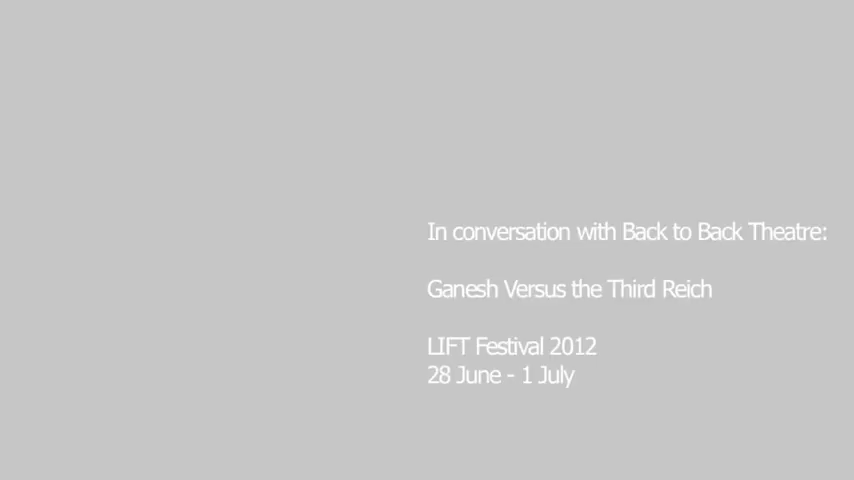 In conversation with Back to Back Theatre:
Ganesh Versus the Third Reich
LIFT Festival 2012
28 June - 1 July